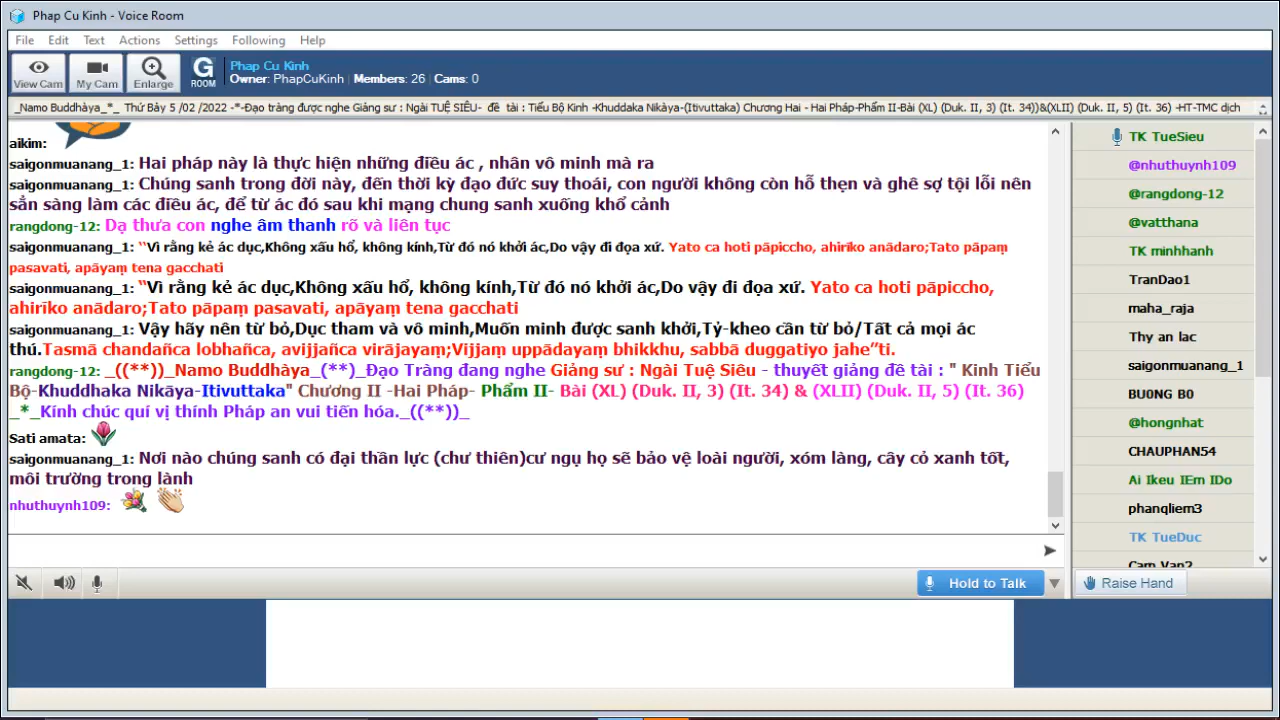 Phap Cu Kinh - Voice Room
File Edit Text Actions Settings Following Help
View Cam My Cam Enlarge G ROOM
Phap Cu Kinh
Owner: PhapCuKinh Members: 26 Cams: 0
_Namo Buddhàya_*_ Thứ Bảy 5 /02 /2022 -*-Đạo tràng được nghe Giảng sư : Ngài TUỆ SIÊU- đề tài : Tiểu Bộ Kinh -Khuddaka Nikàya-(Itivuttaka) Chương Hai - Hai Pháp-Phẩm II-Bài (XL) (Duk. II, 3) (It. 34))&(XLII) (Duk. II, 5) (It. 36) -HT-TMC dịch
aikim:
saigonmuanang_1: Hai pháp này là thực hiện những điều ác , nhân vô minh mà ra
saigonmuanang_1: Chúng sanh trong đời này, đến thời kỳ đạo đức suy thoái, con người không còn hổ thẹn và ghê sợ tội lỗi nên
sẳn sàng làm các điều ác, để từ ác đó sau khi mạng chung sanh xuống khổ cảnh
rangdong-12: Dạ thưa con nghe âm thanh rõ và liên tục
saigonmuanang_1: “Vì rằng kẻ ác dục,Không xấu hổ, không kính,Từ đó nó khởi ác,Do vậy đi đọa xứ. Yato ca hoti pāpiccho, ahirīko anādaro;Tato pāpaṃ
pasavati, apāyaṃ tena gacchati
saigonmuanang_1: “Vì rằng kẻ ác dục,Không xấu hổ, không kính,Từ đó nó khởi ác,Do vậy đi đọa xứ. Yato ca hoti pāpiccho,
ahirīko anādaro;Tato pāpaṃ pasavati, apāyaṃ tena gacchati
saigonmuanang_1: Vậy hãy nên từ bỏ,Dục tham và vô minh,Muốn minh được sanh khởi,Tỷ-kheo cần từ bỏ/Tất cả mọi ác
thú.Tasmā chandañca lobhañca, avijjañca virājayaṃ;Vijjaṃ uppādayaṃ bhikkhu, sabbā duggatiyo jahe”ti.
rangdong-12: _((**))_Namo Buddhàya_(**)_Đạo Tràng đang nghe Giảng sư : Ngài Tuệ Siêu - thuyết giảng đề tài : " Kinh Tiểu
Bộ-Khuddhaka Nikāya-Itivuttaka" Chương II -Hai Pháp- Phẩm II- Bài (XL) (Duk. II, 3) (It. 34) & (XLII) (Duk. II, 5) (It. 36)
_*_Kính chúc quí vị thính Pháp an vui tiến hóa._((**))_
Sati amata:
saigonmuanang_1: Nơi nào chúng sanh có đại thần lực (chư thiên)cư ngụ họ sẽ bảo vệ loài người, xóm làng, cây cỏ xanh tốt,
môi trường trong lành
nhuthuynh109:
TK TueSieu
@nhuthuynh109
@rangdong-12
@vatthana
TK minhhanh
TranDao1
maha_raja
Thy an lac
saigonmuanang_1
BU0NG B0
@hongnhat
CHAUPHAN54
Ai Ikeu IEm IDo
phanqliem3
TK TueDuc
Cam Van2
Hold to Talk
Raise Hand